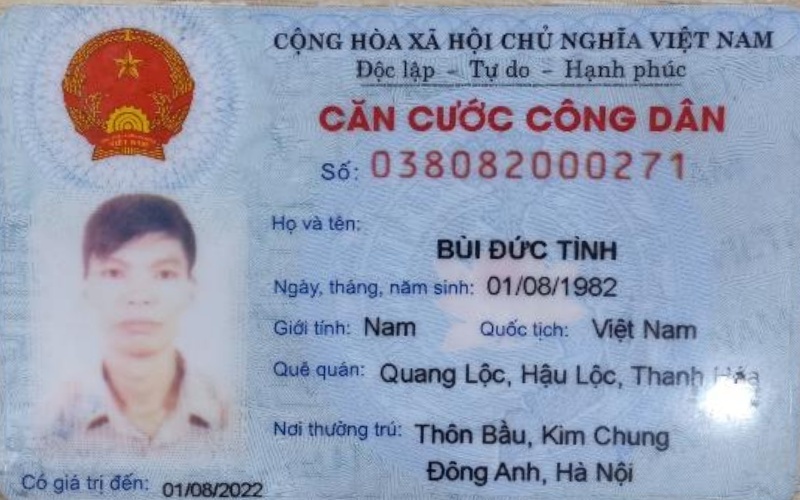 CỘNG HÒA XÃ HỘI CHỦ NGHĨA VIỆT NAM
Độc lập - Tự do - Hạnh phúc
CĂN CƯỚC CÔNG DÂN
Số: 038082000271
Họ và tên:
BÙI ĐỨC TÌNH
Ngày, tháng, năm sinh: 01/08/1982
Giới tính: Nam Quốc tịch: Việt Nam
Quê quán: Quang Lộc, Hậu Lộc, Thanh Hóa
Nơi thường trú: Thôn Bầu, Kim Chung
Đông Anh, Hà Nội
Có giá trị đến: 01/08/2022
VIỆT NAM